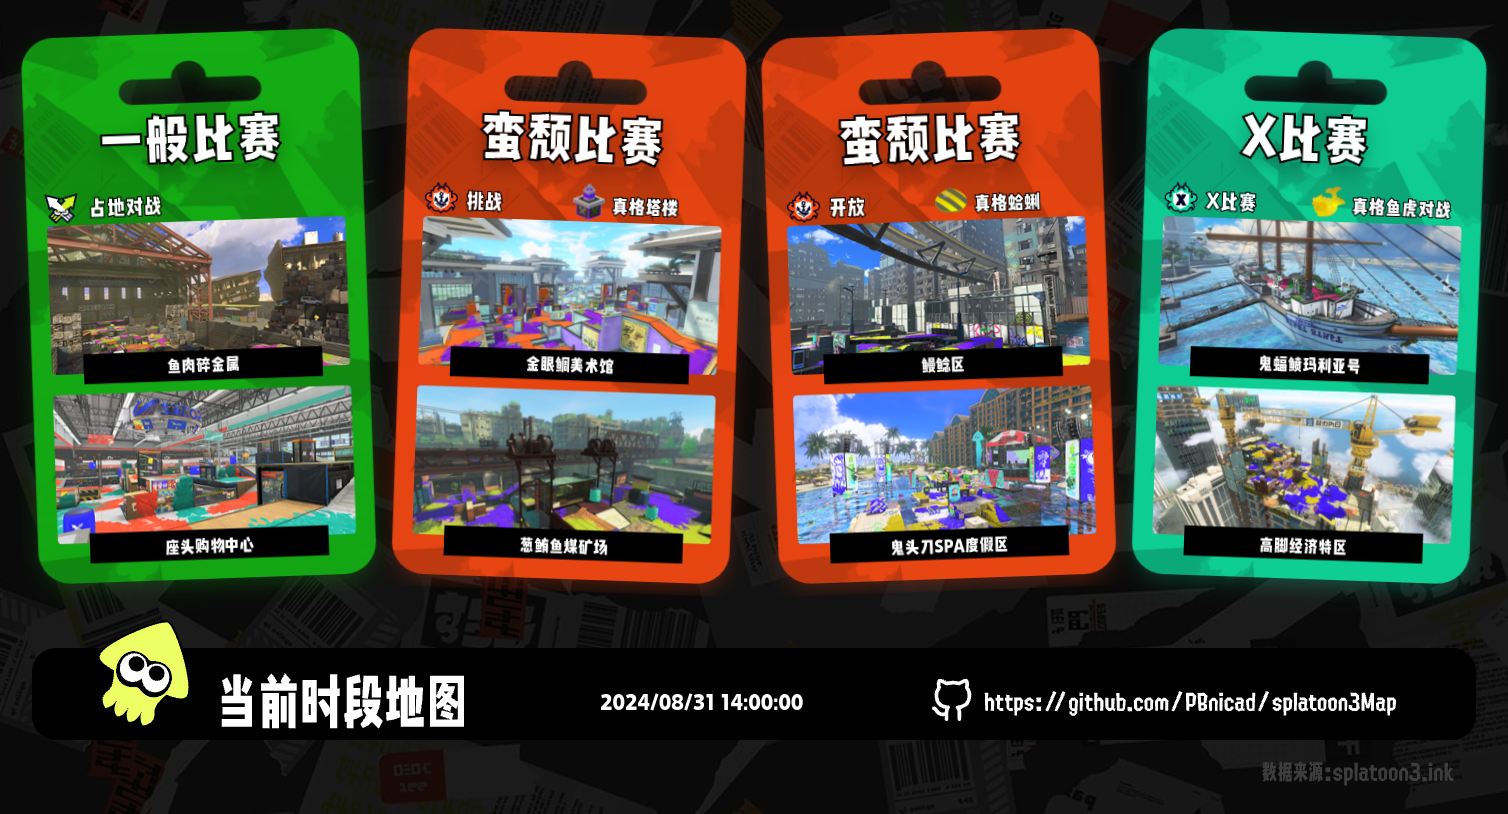 一般比赛
占地对战
鱼肉碎金属
座头购物中心
蛮颓比赛
挑战
真格塔楼
金眼鲷美术馆
葱鲔鱼煤矿场
蛮颓比赛
开放
真格蛤蜊
鳗鲶区
鬼头刀SPA度假区
X比赛
X比赛
真格鱼虎对战
鬼蝠鲼玛利亚号
高脚经济特区
当前时段地图
2024/08/31 14:00:00
https://github.com/PBnicad/splatoon3Map
数据来源:splatoon3.ink